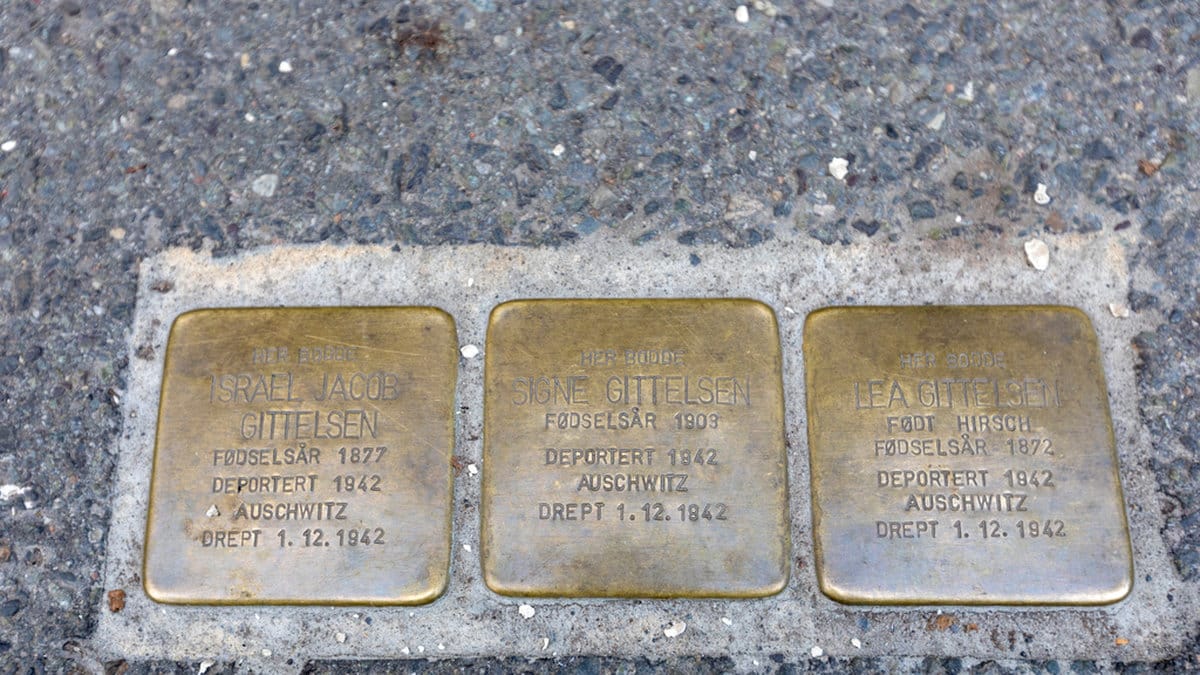 HER BODDE
ISRAEL JACOB
GITTELSEN
FØDSELSÅR 1877
DEPORTERT 1942
AUSCHWITZ
DREPT 1.12.1942
HER BODDE
SIGNE GITTELSEN
FØDSELSÅR 1903
DEPORTERT 1942
AUSCHWITZ
DREPT 1.12.1942
HER BODDE
LEA GITTELSEN
FØDT HIRSCH
FØDSELSÅR 1872
DEPORTERT 1942
AUSCHWITZ
DREPT 1.12.1942